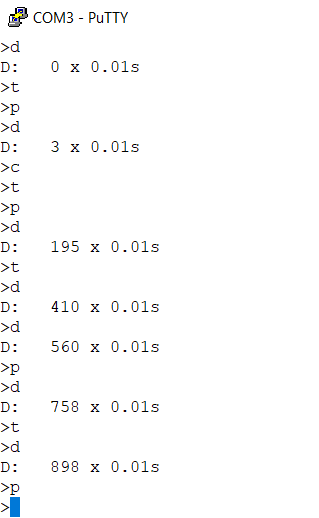 COM3 - PuTTY
>d
D:   0 x 0.01s
>t
>p
>d
D:   3 x 0.01s
>c
>t
>p
>d
D:   195 x 0.01s
>t
>d
D:   410 x 0.01s
>d
D:   560 x 0.01s
>p
>d
D:   758 x 0.01s
>t
>d
D:   898 x 0.01s
>p
>